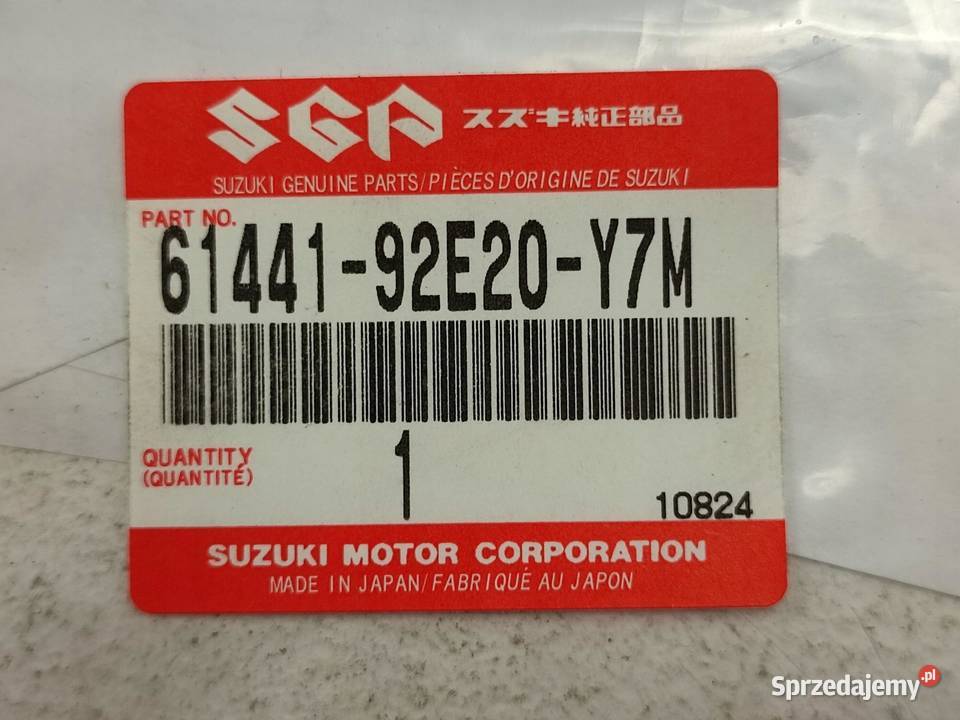 SGP スズキ純正部品
SUZUKI GENUINE PARTS/PIÈCES D'ORIGINE DE SUZUKI
PART NO.
61441-92E20-Y7M
QUANTITY
(QUANTITÉ)
1
10824
SUZUKI MOTOR CORPORATION
MADE IN JAPAN/FABRIQUÉ AU JAPON
Sprzedajemy.pl